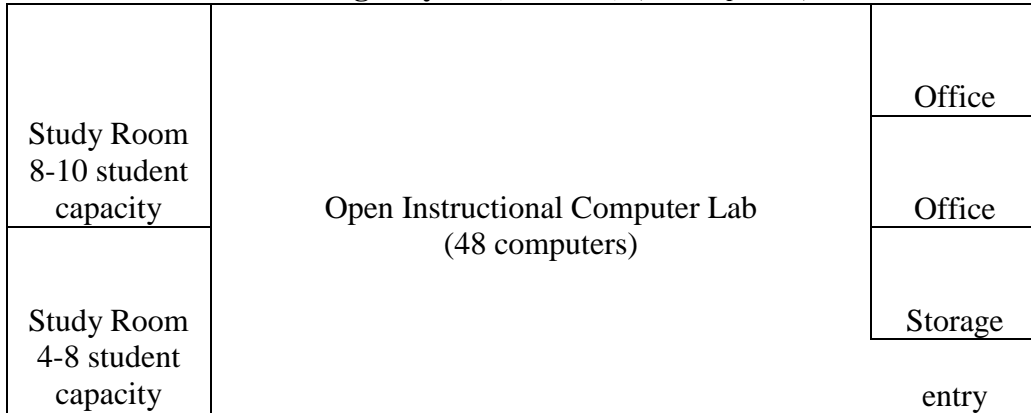 Office
Study Room
8-10 student
capacity
Open Instructional Computer Lab
(48 computers)
Office
Study Room
4-8 student
capacity
Storage
entry